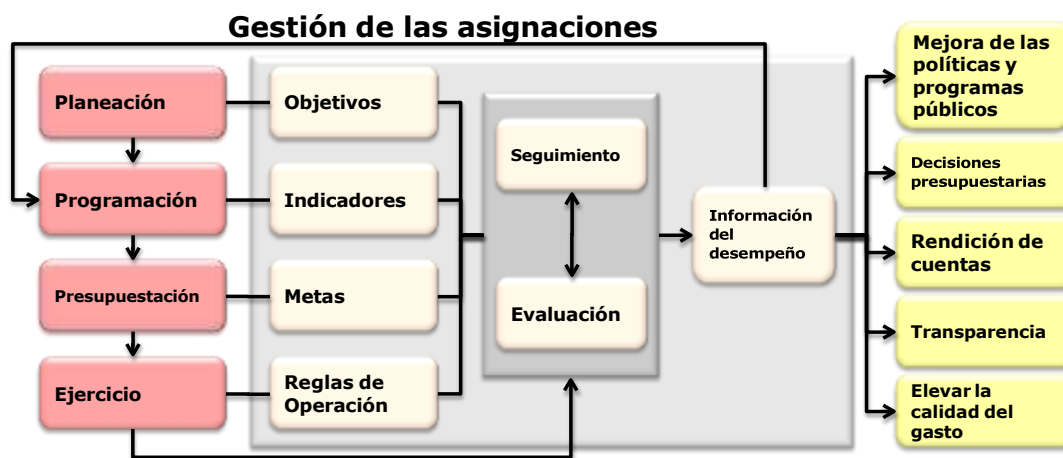 Gestión de las asignaciones
Planeación
Programación
Presupuestación
Ejercicio
Objetivos
Indicadores
Metas
Reglas de
Operación
Seguimiento
Evaluación
Información
del
desempeño
Mejora de las
políticas y
programas
públicos
Decisiones
presupuestarias
Rendición de
cuentas
Transparencia
Elevar la
calidad del
gasto